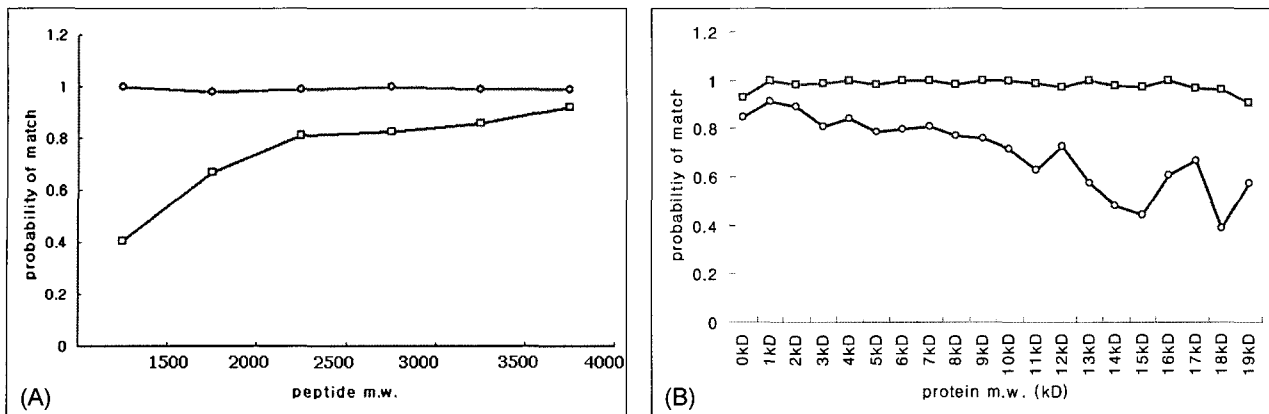 1.2
1
0.8
0.6
0.4
0.2
0
probability of match
1500 2000 2500 3000 3500 4000
peptide m.w.
(A)
1.2
1
0.8
0.6
0.4
0.2
0
probabiltiy of match
0kD 1kD 2kD 3kD 4kD 5kD 6kD 7kD 8kD 9kD 10kD 11kD 12kD 13kD 14kD 15kD 16kD 17kD 18kD 19kD
protein m.w. (kD)
(B)